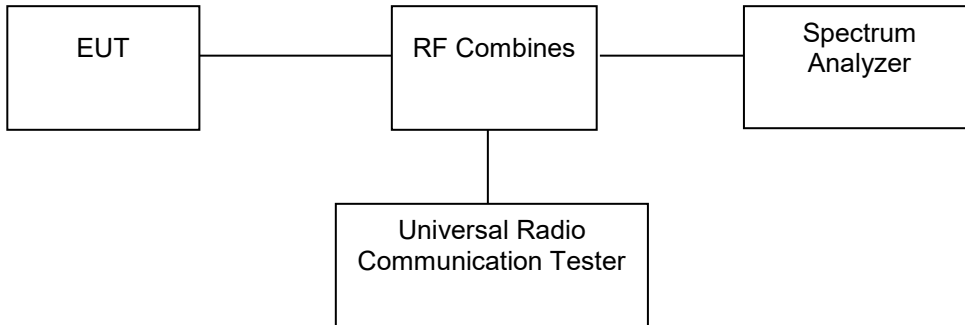 EUT
RF Combines
Spectrum
Analyzer
Universal Radio
Communication Tester